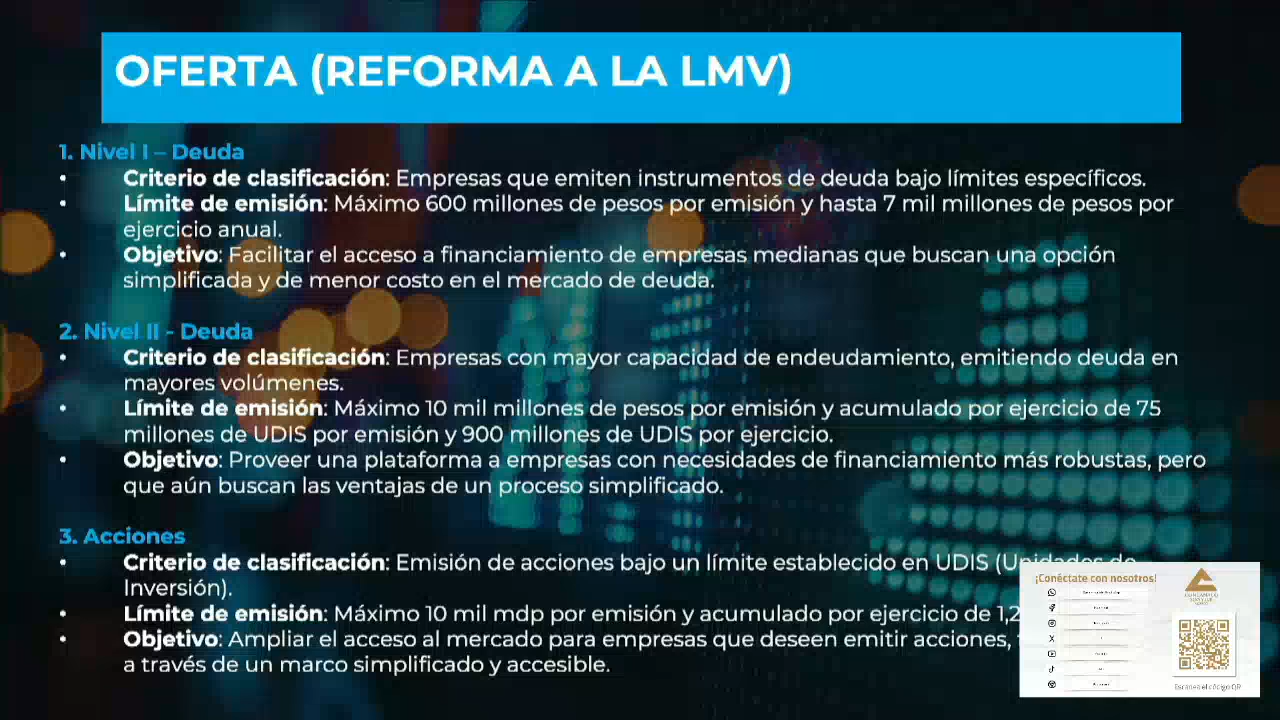 OFERTA (REFORMA A LA LMV)
1. Nivel I – Deuda
• Criterio de clasificación: Empresas que emiten instrumentos de deuda bajo límites específicos.
• Límite de emisión: Máximo 600 millones de pesos por emisión y hasta 7 mil millones de pesos por
ejercicio anual.
• Objetivo: Facilitar el acceso a financiamiento de empresas medianas que buscan una opción
simplificada y de menor costo en el mercado de deuda.
2. Nivel II - Deuda
• Criterio de clasificación: Empresas con mayor capacidad de endeudamiento, emitiendo deuda en
mayores volúmenes.
• Límite de emisión: Máximo 10 mil millones de pesos por emisión y acumulado por ejercicio de 75
millones de UDIS por emisión y 900 millones de UDIS por ejercicio.
• Objetivo: Proveer una plataforma a empresas con necesidades de financiamiento más robustas, pero
que aún buscan las ventajas de un proceso simplificado.
3. Acciones
• Criterio de clasificación: Emisión de acciones bajo un límite establecido en UDIS (Unidades de
Inversión).
• Límite de emisión: Máximo 10 mil mdp por emisión y acumulado por ejercicio de 1,2
• Objetivo: Ampliar el acceso al mercado para empresas que deseen emitir acciones,
a través de un marco simplificado y accesible.
¡Conéctate con nosotros!
Escanea el código QR